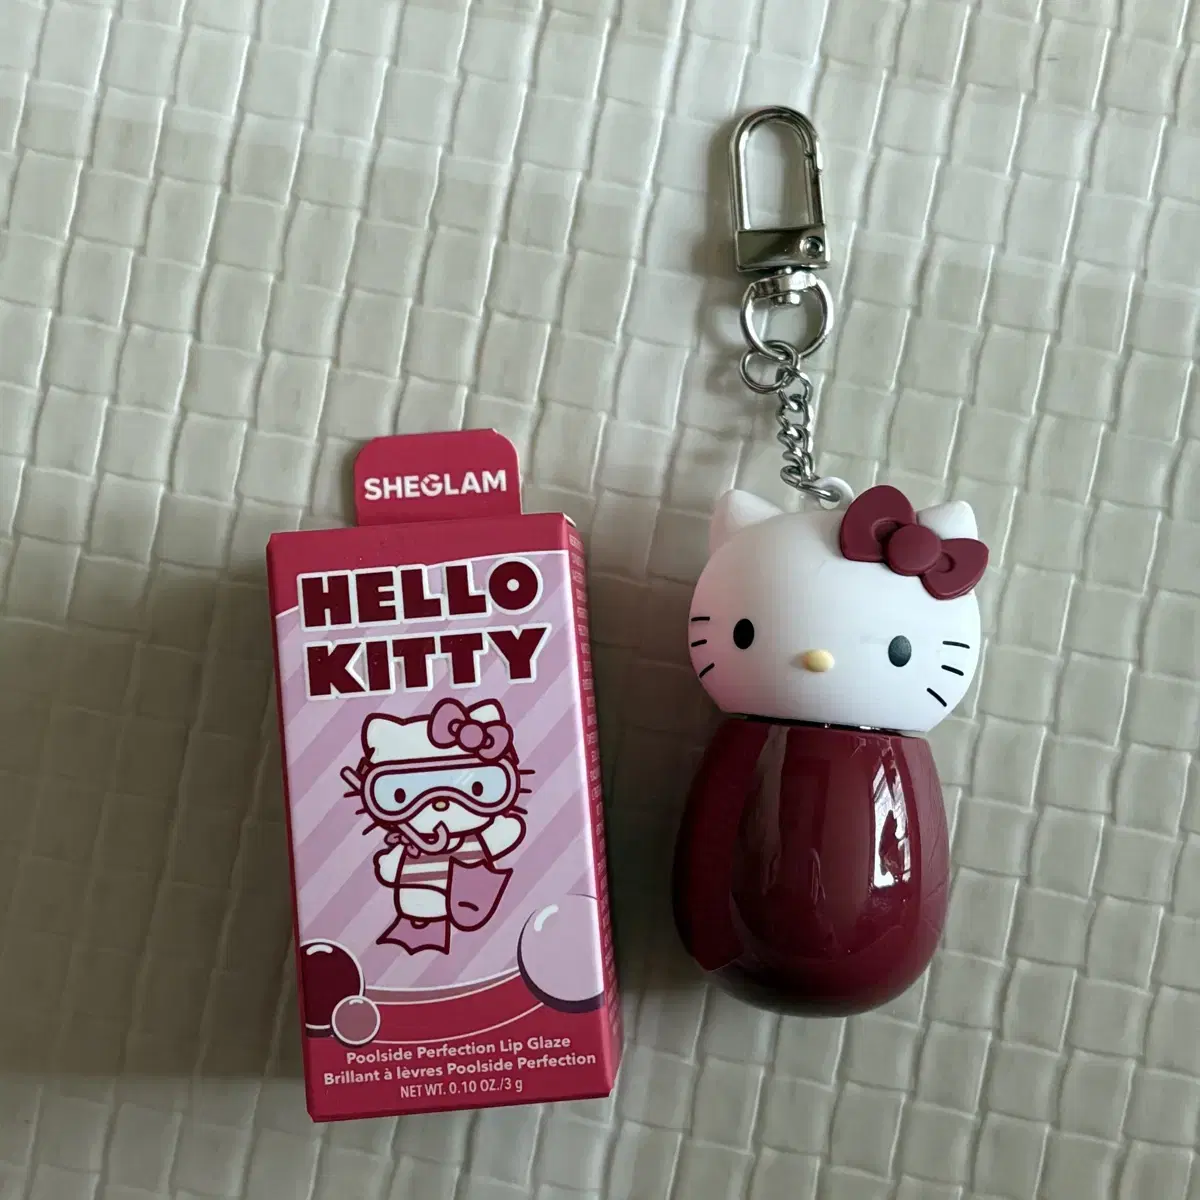 SHEGLAM
HELLO
KITTY
Poolside Perfection Lip Glaze
Brillant à lèvres Poolside Perfection
NET WT. 0.10 OZ./3 g